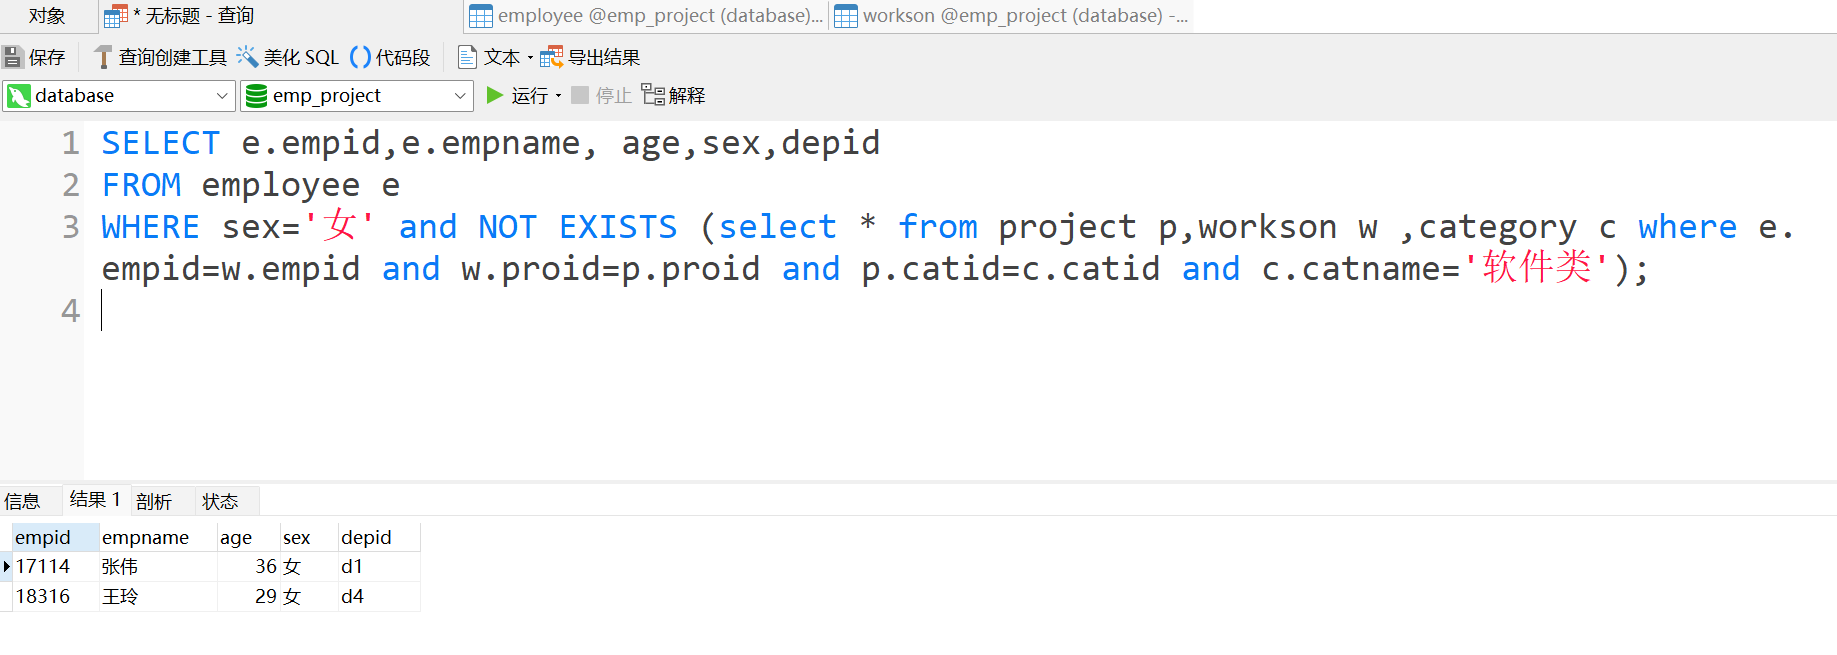 对象 * 无标题 - 查询 employee @emp_project (database)... workson @emp_project (database) -...
保存 查询创建工具 美化 SQL () 代码段 文本 导出结果
database emp_project 运行 停止 解释
1 SELECT e.empid,e.empname, age,sex,depid
2 FROM employee e
3 WHERE sex='女' and NOT EXISTS (select * from project p,workson w ,category c where e.
empid=w.empid and w.proid=p.proid and p.catid=c.catid and c.catname='软件类');
4
信息 结果 1 剖析 状态
empid empname age sex depid
17114 张伟 36 女 d1
18316 王玲 29 女 d4